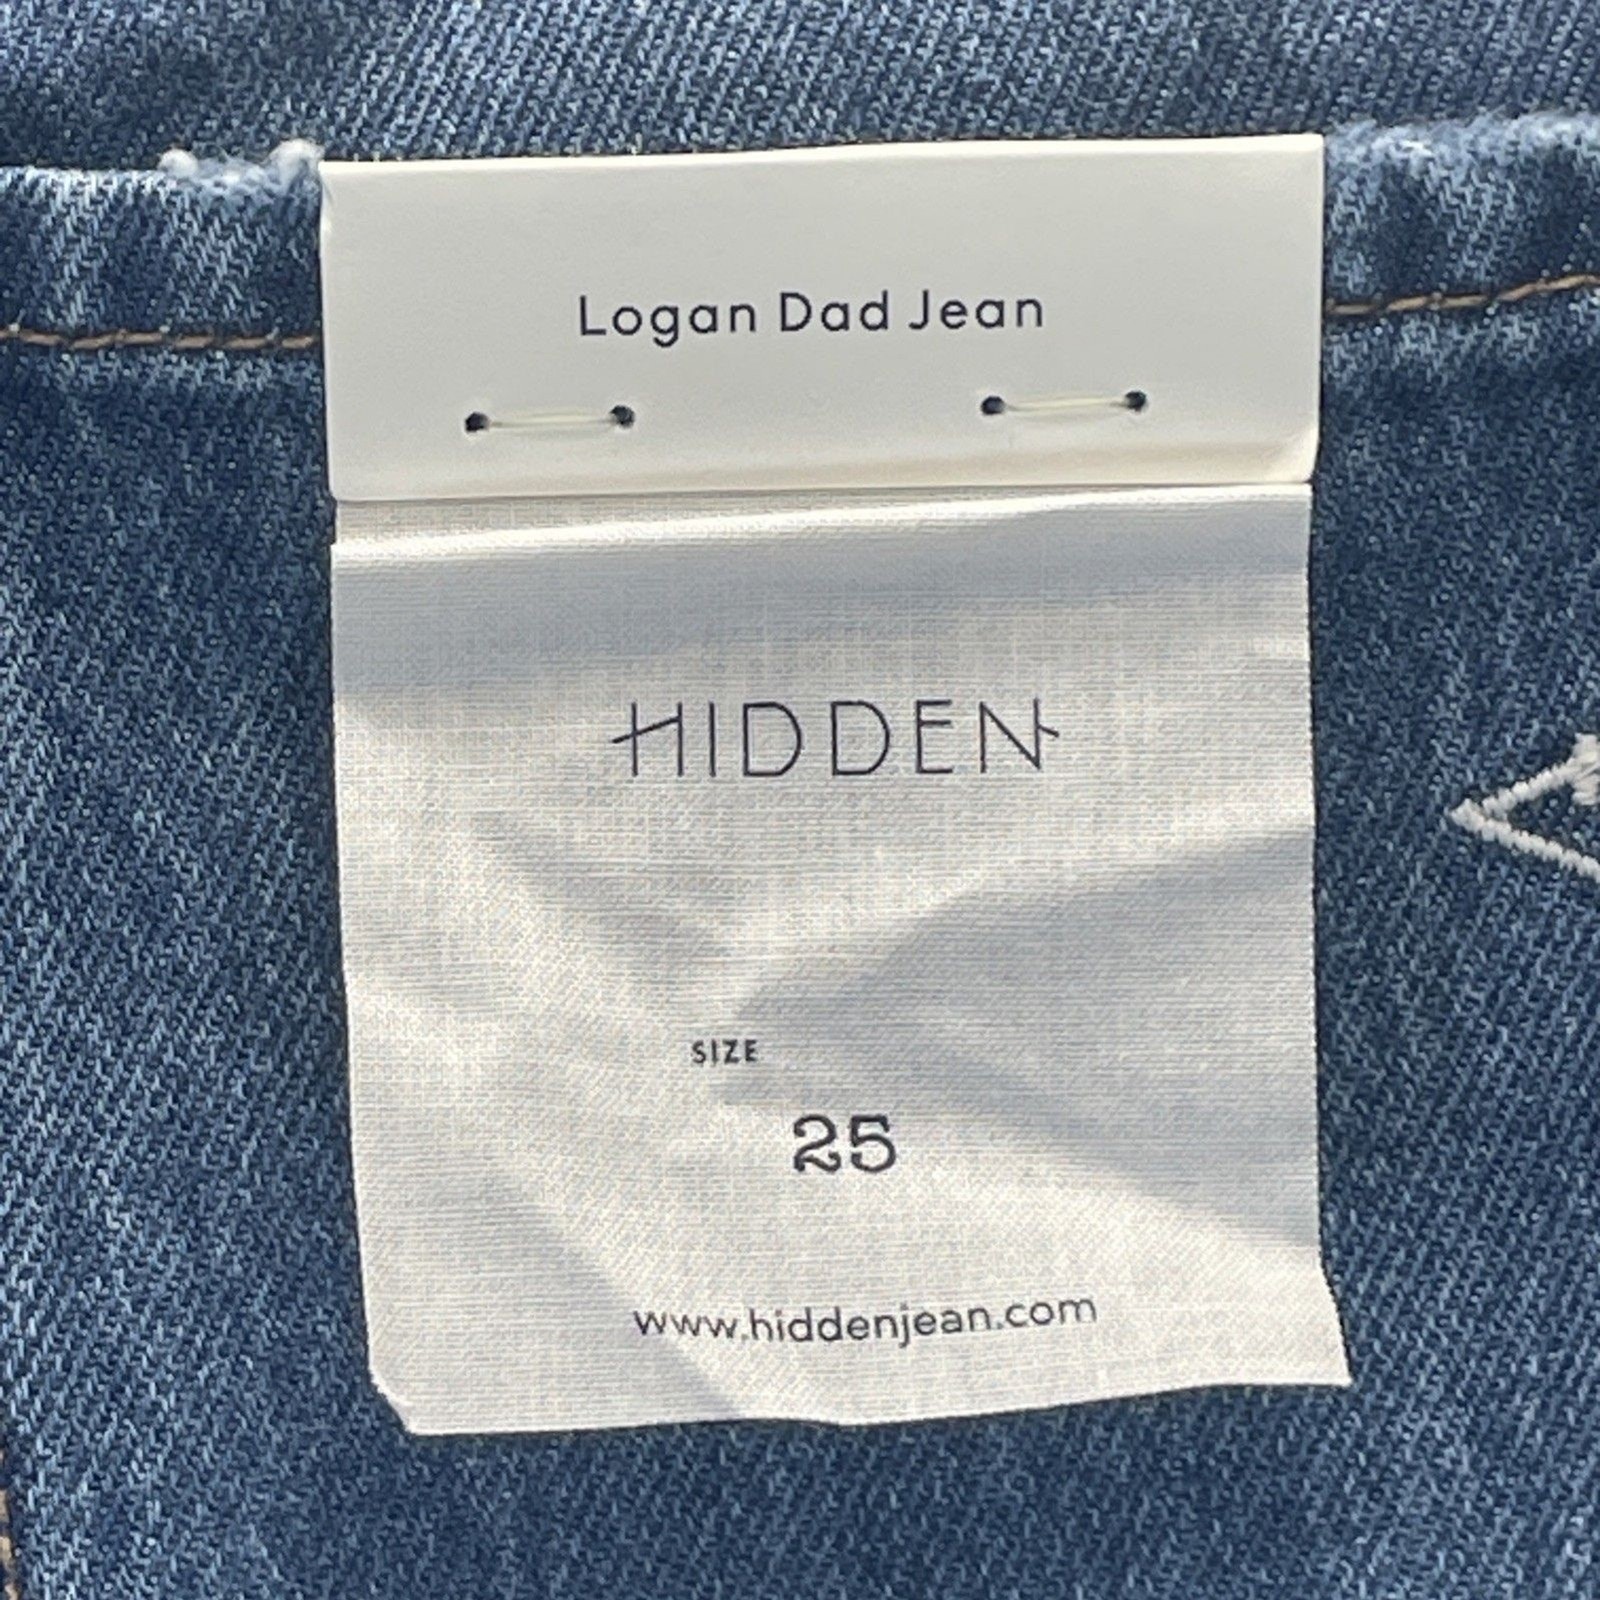 Logan Dad Jean
HIDDEN
SIZE
25
www.hiddenjean.com